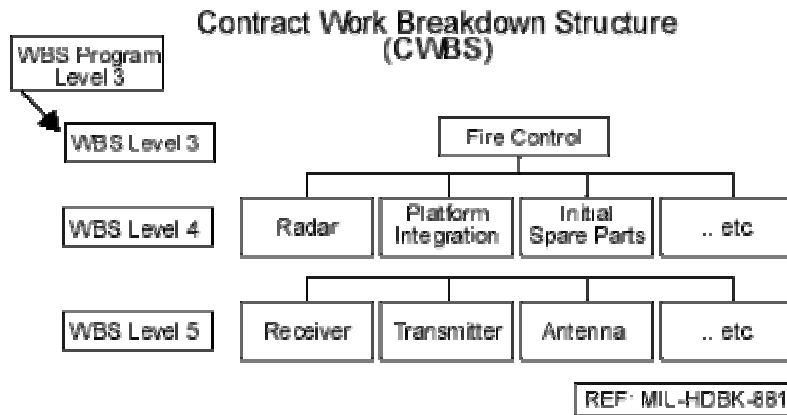 Contract Work Breakdown Structure
(CWBS)
WBS Program
Level 3
WBS Level 3
Fire Control
WBS Level 4
Radar
Platform
Integration
Initial
Spare Parts
.. etc
WBS Level 5
Receiver
Transmitter
Antenna
.. etc
REF: MIL-HDBK-881